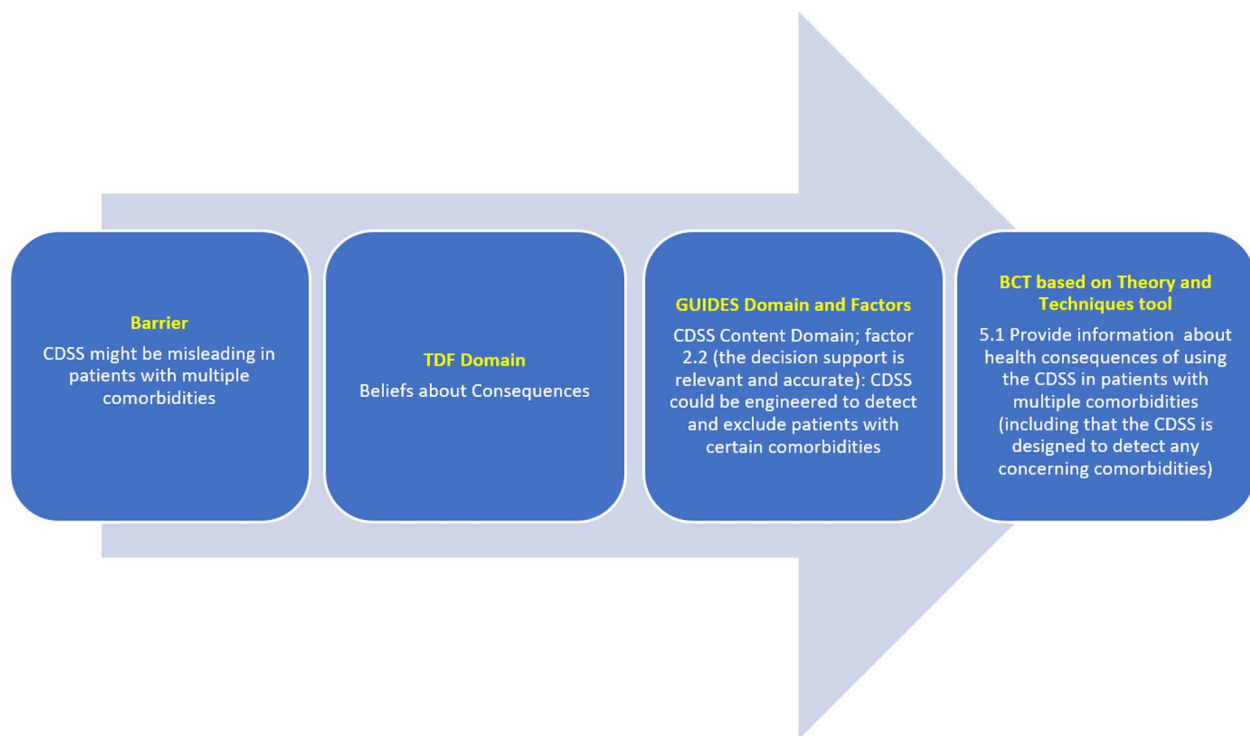 Barrier
CDSS might be misleading in
patients with multiple
comorbidities
TDF Domain
Beliefs about Consequences
GUIDES Domain and Factors
CDSS Content Domain; factor
2.2 (the decision support is
relevant and accurate): CDSS
could be engineered to detect
and exclude patients with
certain comorbidities
BCT based on Theory and
Techniques tool
5.1 Provide information about
health consequences of using
the CDSS in patients with
multiple comorbidities
(including that the CDSS is
designed to detect any
concerning comorbidities)